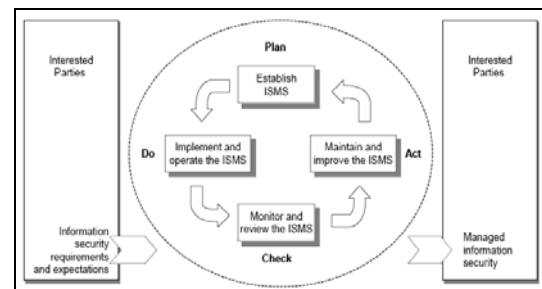 Interested
Parties
Information
security
requirements
and expectations
Plan
Establish
ISMS
Do
Implement and
operate the ISMS
Maintain and
improve the ISMS
Act
Monitor and
review the ISMS
Check
Interested
Parties
Managed
information
security